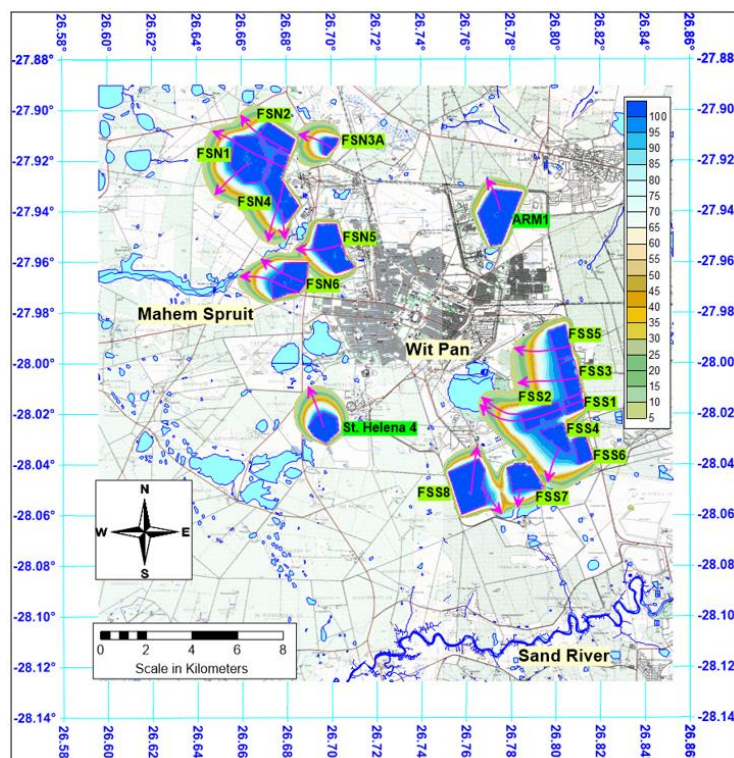 26.58° 26.60° 26.62° 26.64° 26.66° 26.68° 26.70° 26.72° 26.74° 26.76° 26.78° 26.80° 26.82° 26.84° 26.86°
-27.88° -27.88°
-27.90° -27.90°
-27.92° -27.92°
-27.94° -27.94°
-27.96° -27.96°
-27.98° -27.98°
-28.00° -28.00°
-28.02° -28.02°
-28.04° -28.04°
-28.06° -28.06°
-28.08° -28.08°
-28.10° -28.10°
-28.12° -28.12°
-28.14° -28.14°
FSN2
FSN1
FSN3A
FSN4
FSN5
FSN6
ARM1
Mahem Spruit
Wit Pan
FSS5
FSS3
FSS2
FSS1
St. Helena 4
FSS4
FSS6
FSS8
FSS7
100
95
90
85
80
75
70
65
60
55
50
45
40
35
30
25
20
15
10
5
N
W E
S
0 2 4 6 8
Scale in Kilometers
Sand River
26.58° 26.60° 26.62° 26.64° 26.66° 26.68° 26.70° 26.72° 26.74° 26.76° 26.78° 26.80° 26.82° 26.84° 26.86°